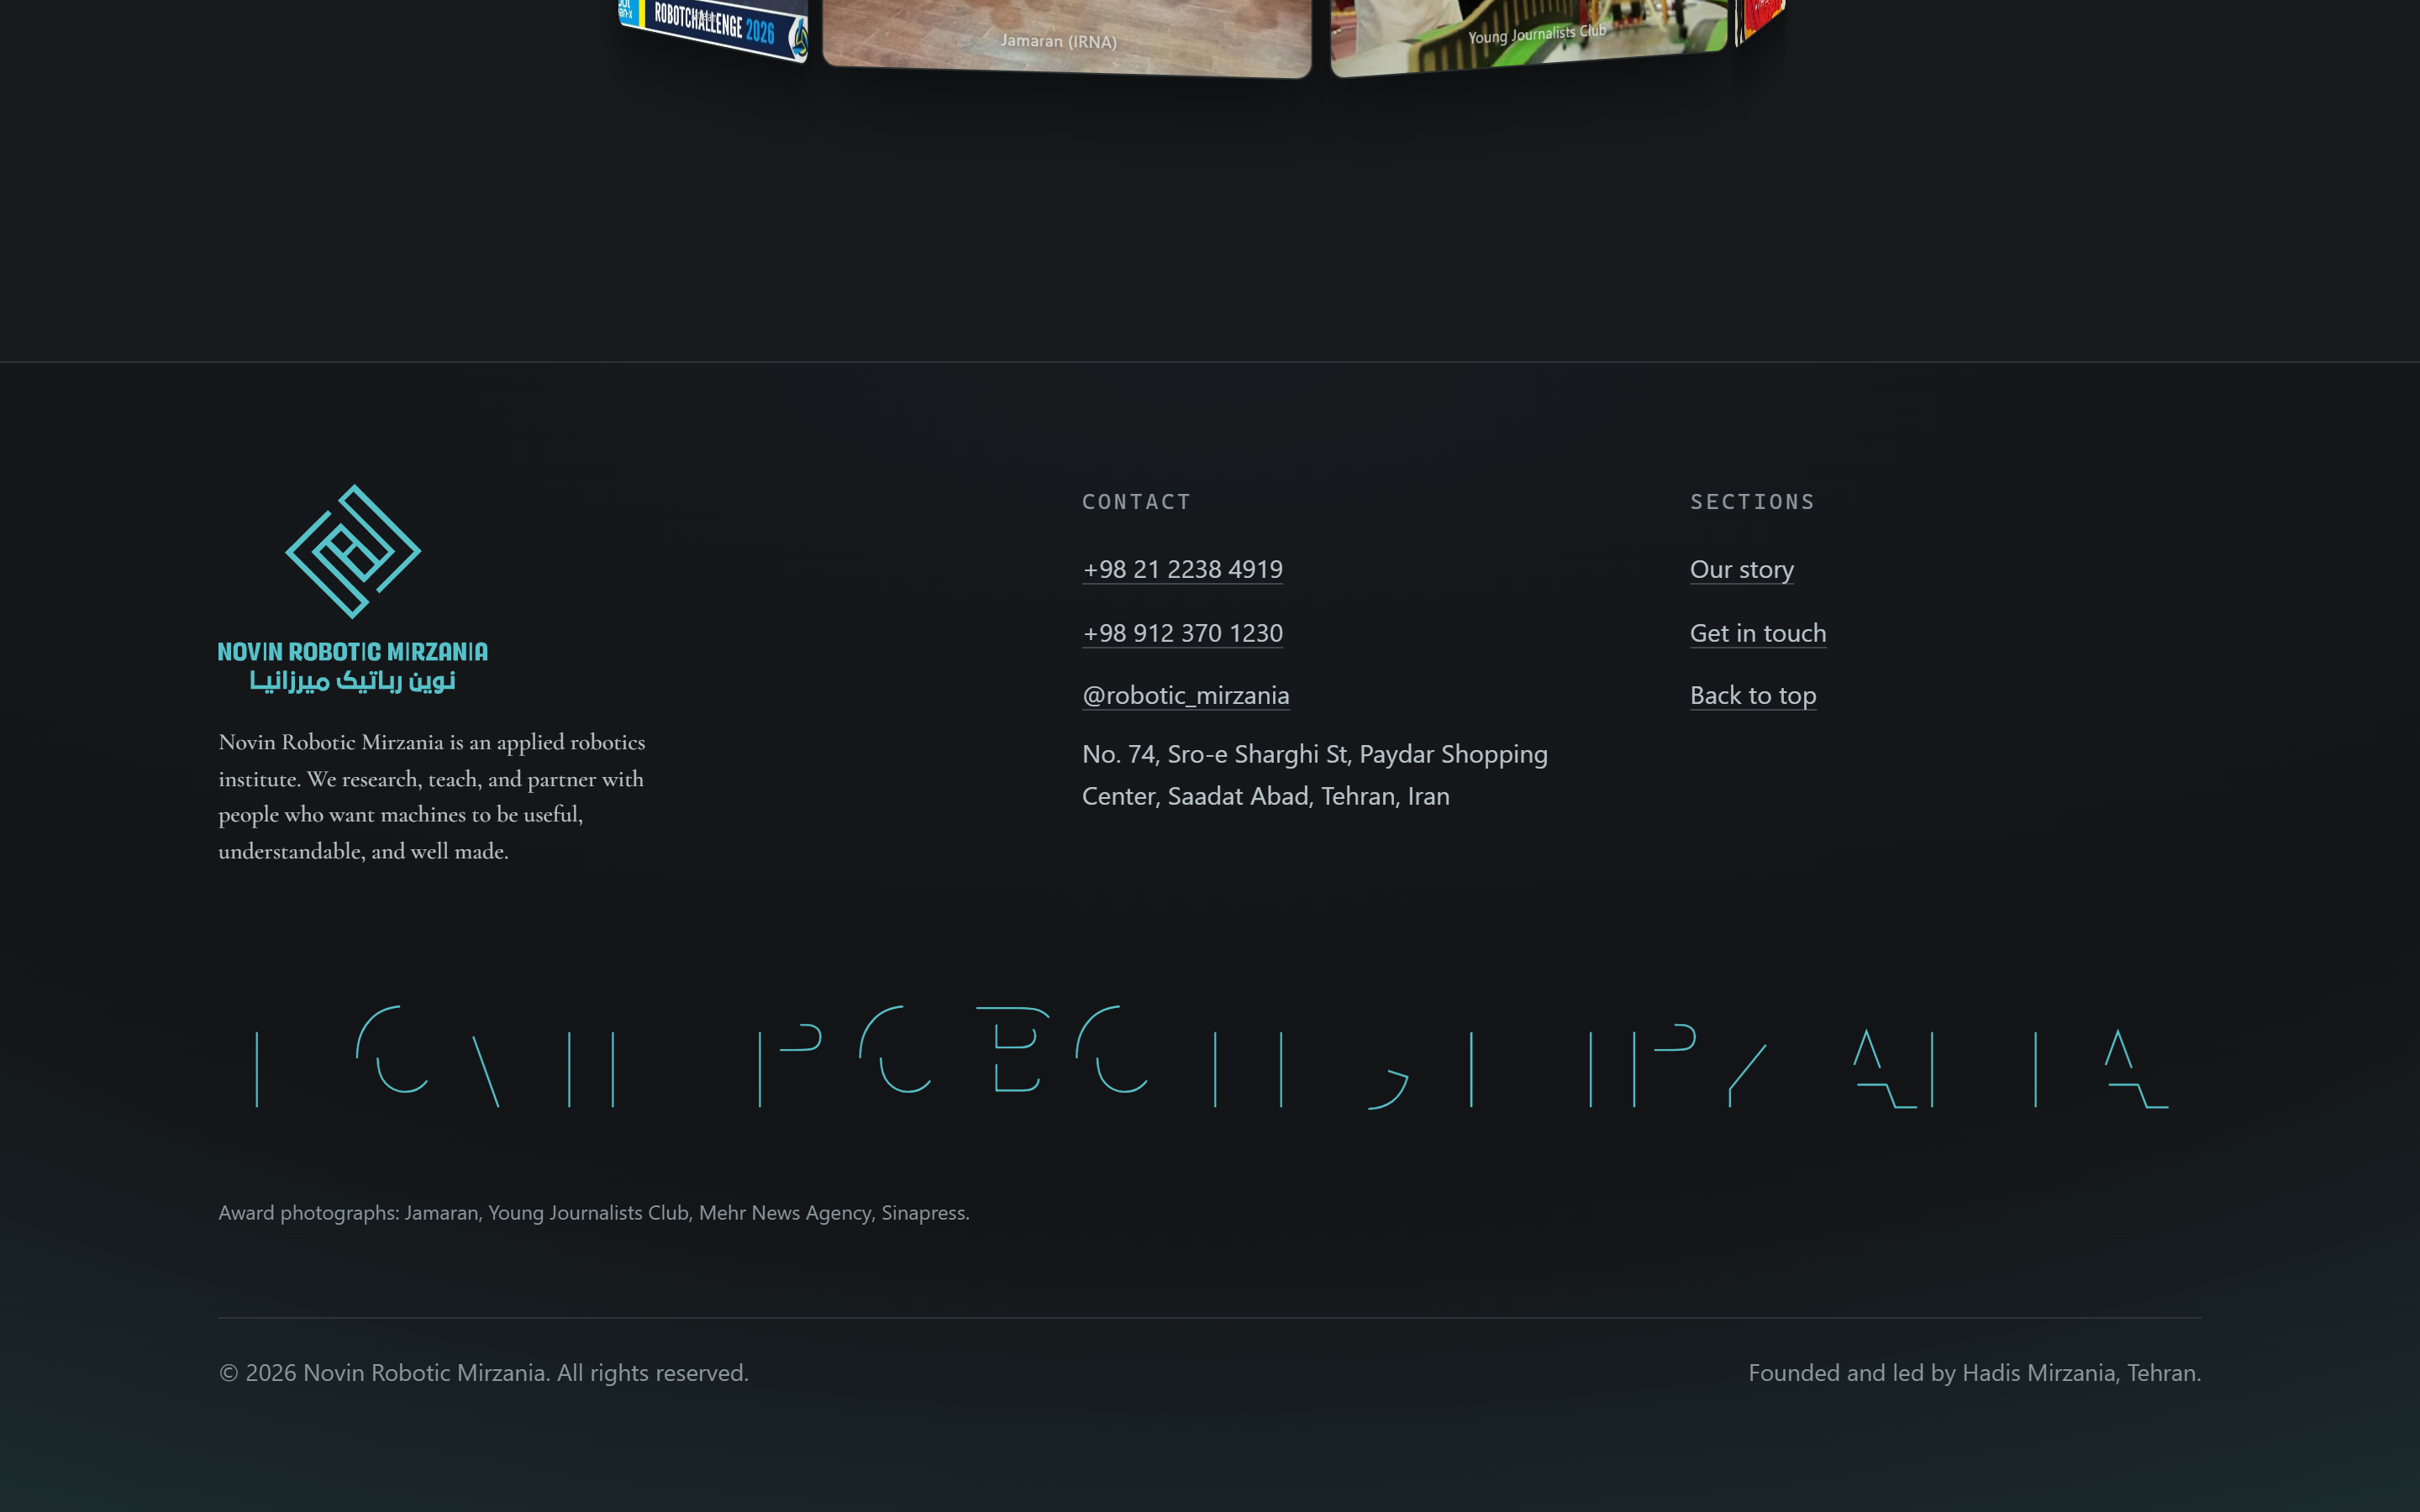 ROBOTCHALLENGE 2026
Jamaran (IRNA)
Young Journalists Club
NOVIN ROBOTIC MIRZANIA
نوین رباتیک میرزانیا
Novin Robotic Mirzania is an applied robotics
institute. We research, teach, and partner with
people who want machines to be useful,
understandable, and well made.
CONTACT
+98 21 2238 4919
+98 912 370 1230
@robotic_mirzania
No. 74, Sro-e Sharghi St, Paydar Shopping
Center, Saadat Abad, Tehran, Iran
SECTIONS
Our story
Get in touch
Back to top
Award photographs: Jamaran, Young Journalists Club, Mehr News Agency, Sinapress.
© 2026 Novin Robotic Mirzania. All rights reserved.
Founded and led by Hadis Mirzania, Tehran.